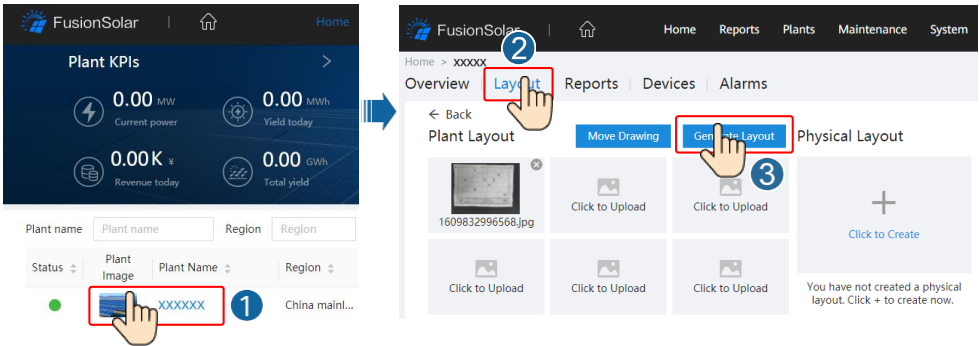 FusionSolar
Home
Plant KPIs
0.00 MW
Current power
0.00 MWh
Yield today
0.00K ¥
Revenue today
0.00 GWh
Total yield
Plant name Plant name Region Region
Status Plant Image Plant Name Region
XXXXXX China mainl...
1
FusionSolar
Home Reports Plants Maintenance System
Home > xxxxx
2
Overview Layout Reports Devices Alarms
← Back
Plant Layout Move Drawing Generate Layout Physical Layout
3
1609832996568.jpg
Click to Upload
Click to Upload
Click to Create
Click to Upload
Click to Upload
Click to Upload
You have not created a physical
layout. Click + to create now.